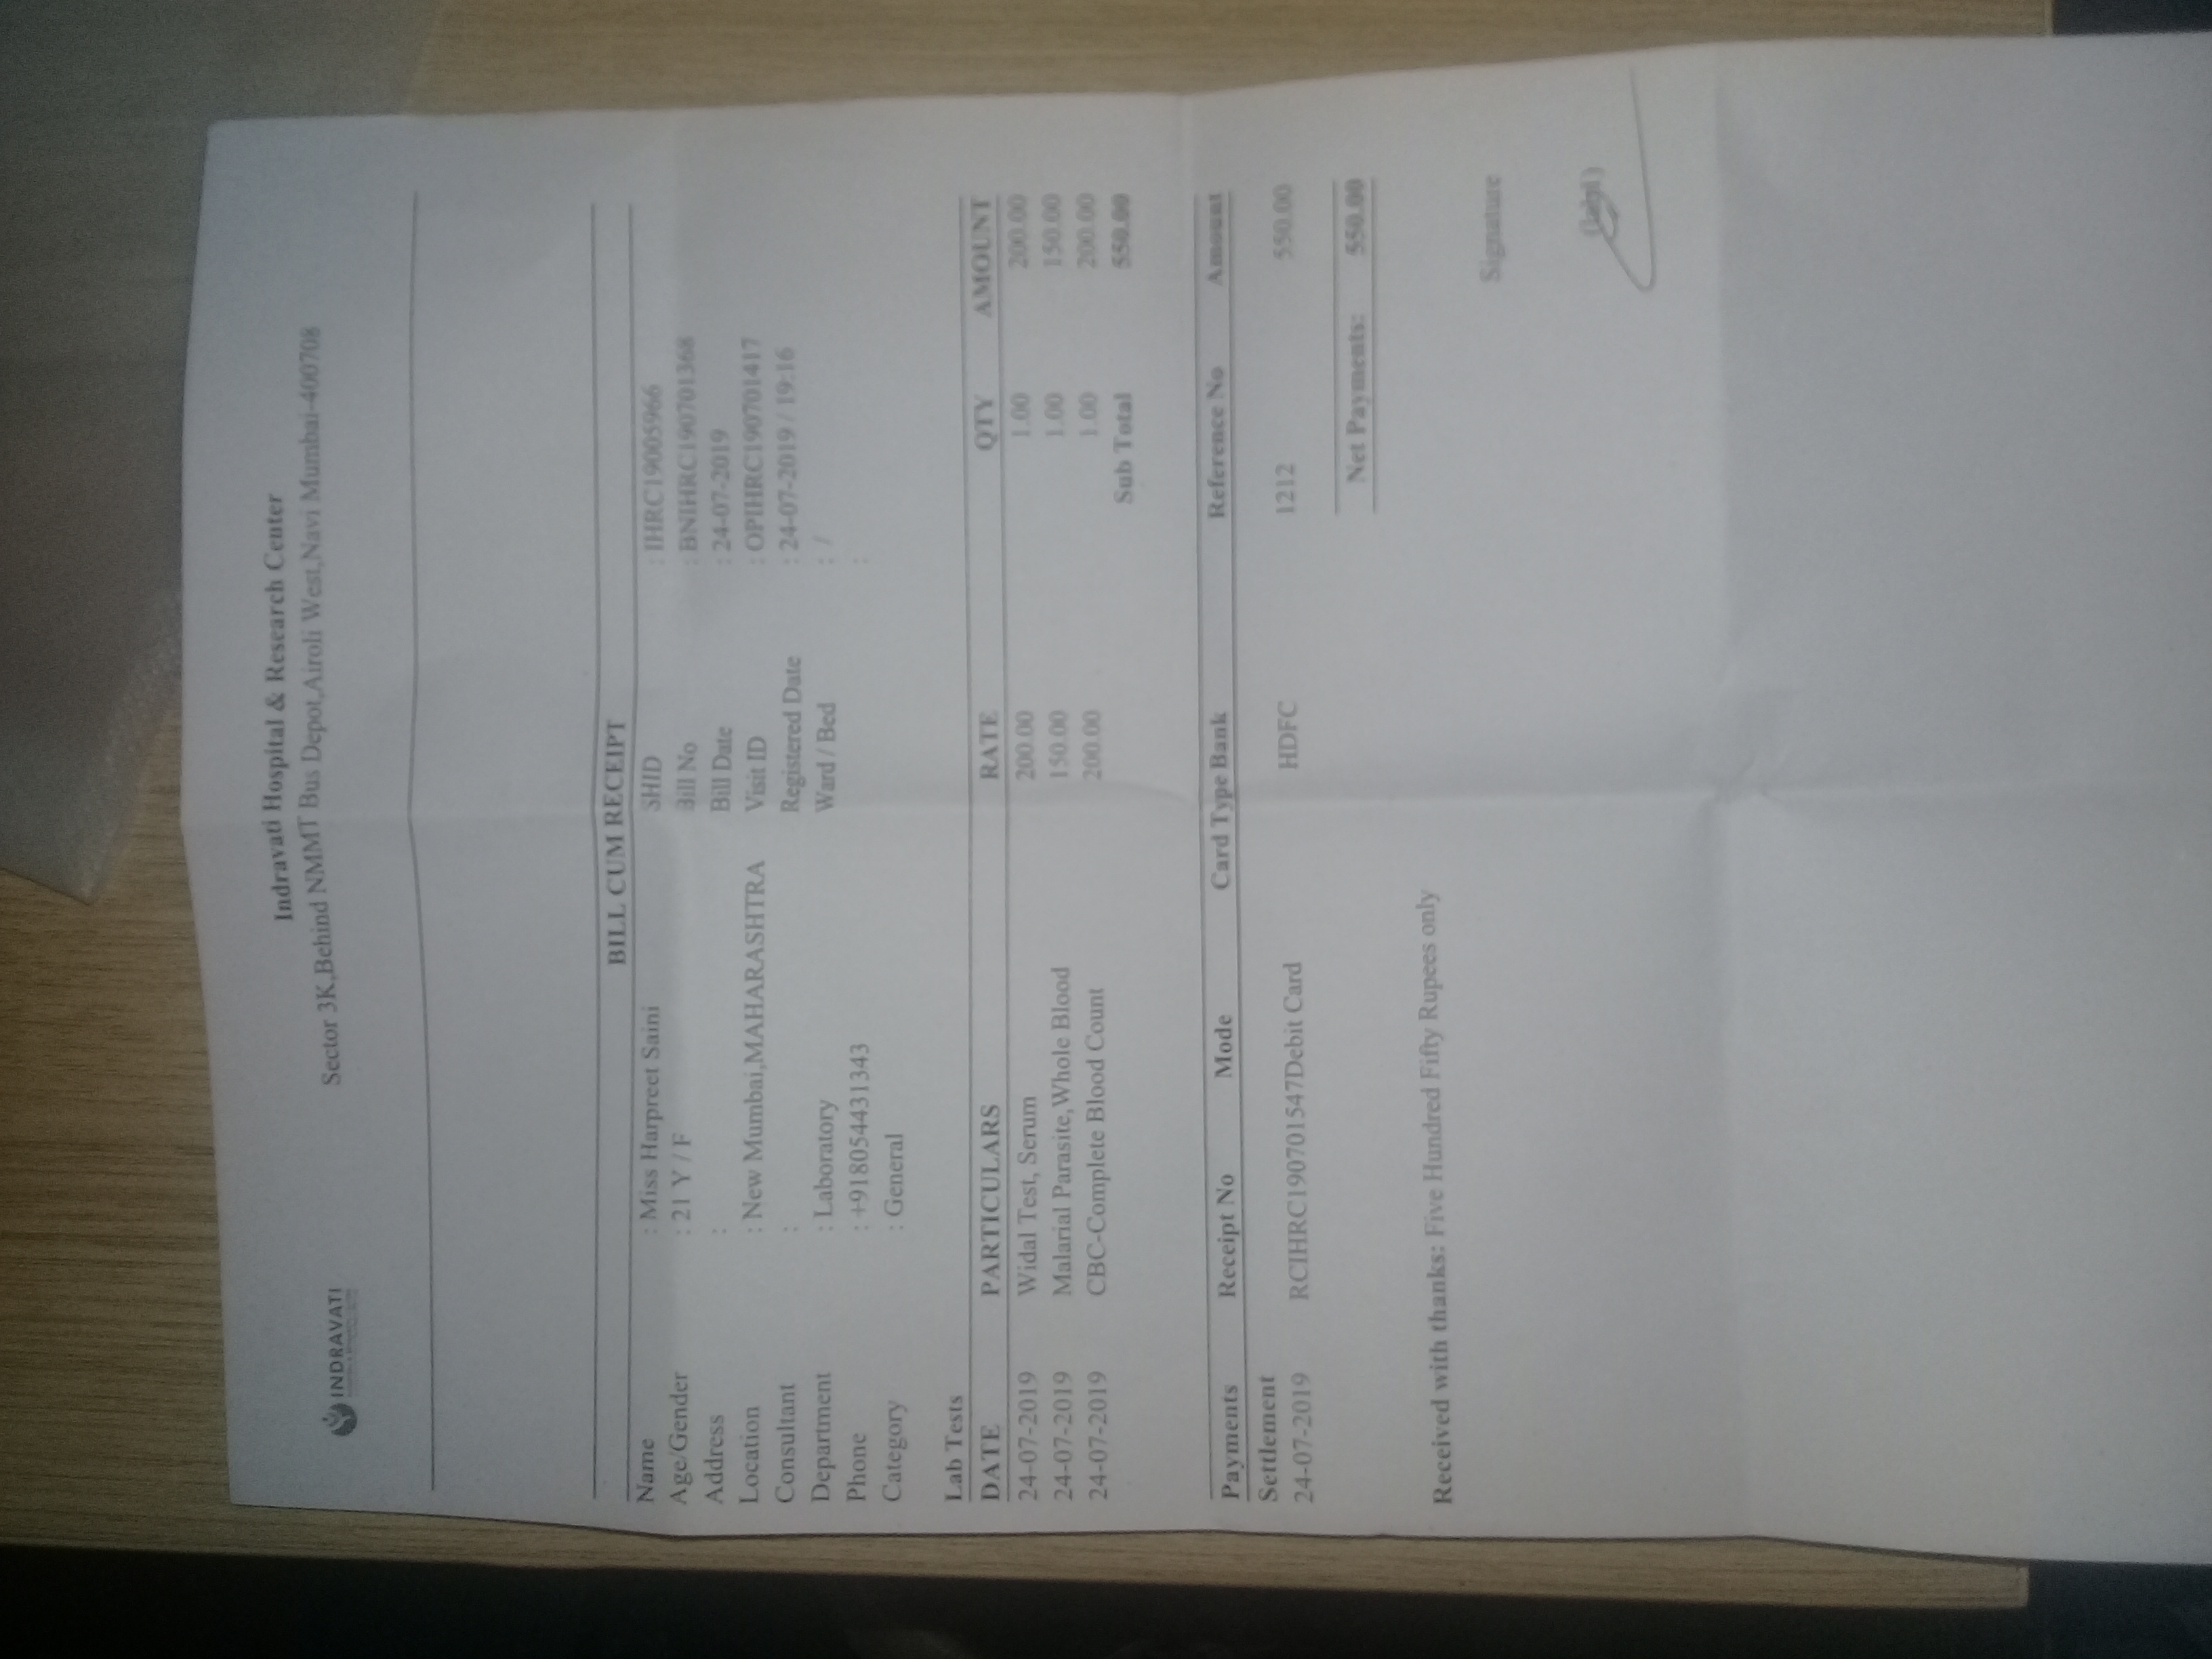 INDRAVATI
Indravati Hospital & Research Center
Sector 3K,Behind NMMT Bus Depot,Airoli West,Navi Mumbai-400708
BILL CUM RECEIPT
Name : Miss Harpreet Saini SHID : IHRC19005966
Age/Gender : 21 Y / F Bill No : BNIHRC190701368
Address : Bill Date : 24-07-2019
Location : New Mumbai,MAHARASHTRA Visit ID : OPIHRC190701417
Consultant : Registered Date : 24-07-2019 / 19:16
Department : Laboratory Ward / Bed : /
Phone : +918054431343 :
Category : General
Lab Tests
DATE PARTICULARS RATE QTY AMOUNT
24-07-2019 Widal Test, Serum 200.00 1.00 200.00
24-07-2019 Malarial Parasite,Whole Blood 150.00 1.00 150.00
24-07-2019 CBC-Complete Blood Count 200.00 1.00 200.00
Sub Total 550.00
Payments Receipt No Mode Card Type Bank Reference No Amount
Settlement
24-07-2019 RCIHRC190701547Debit Card HDFC 1212 550.00
Net Payments: 550.00
Received with thanks: Five Hundred Fifty Rupees only
Signature